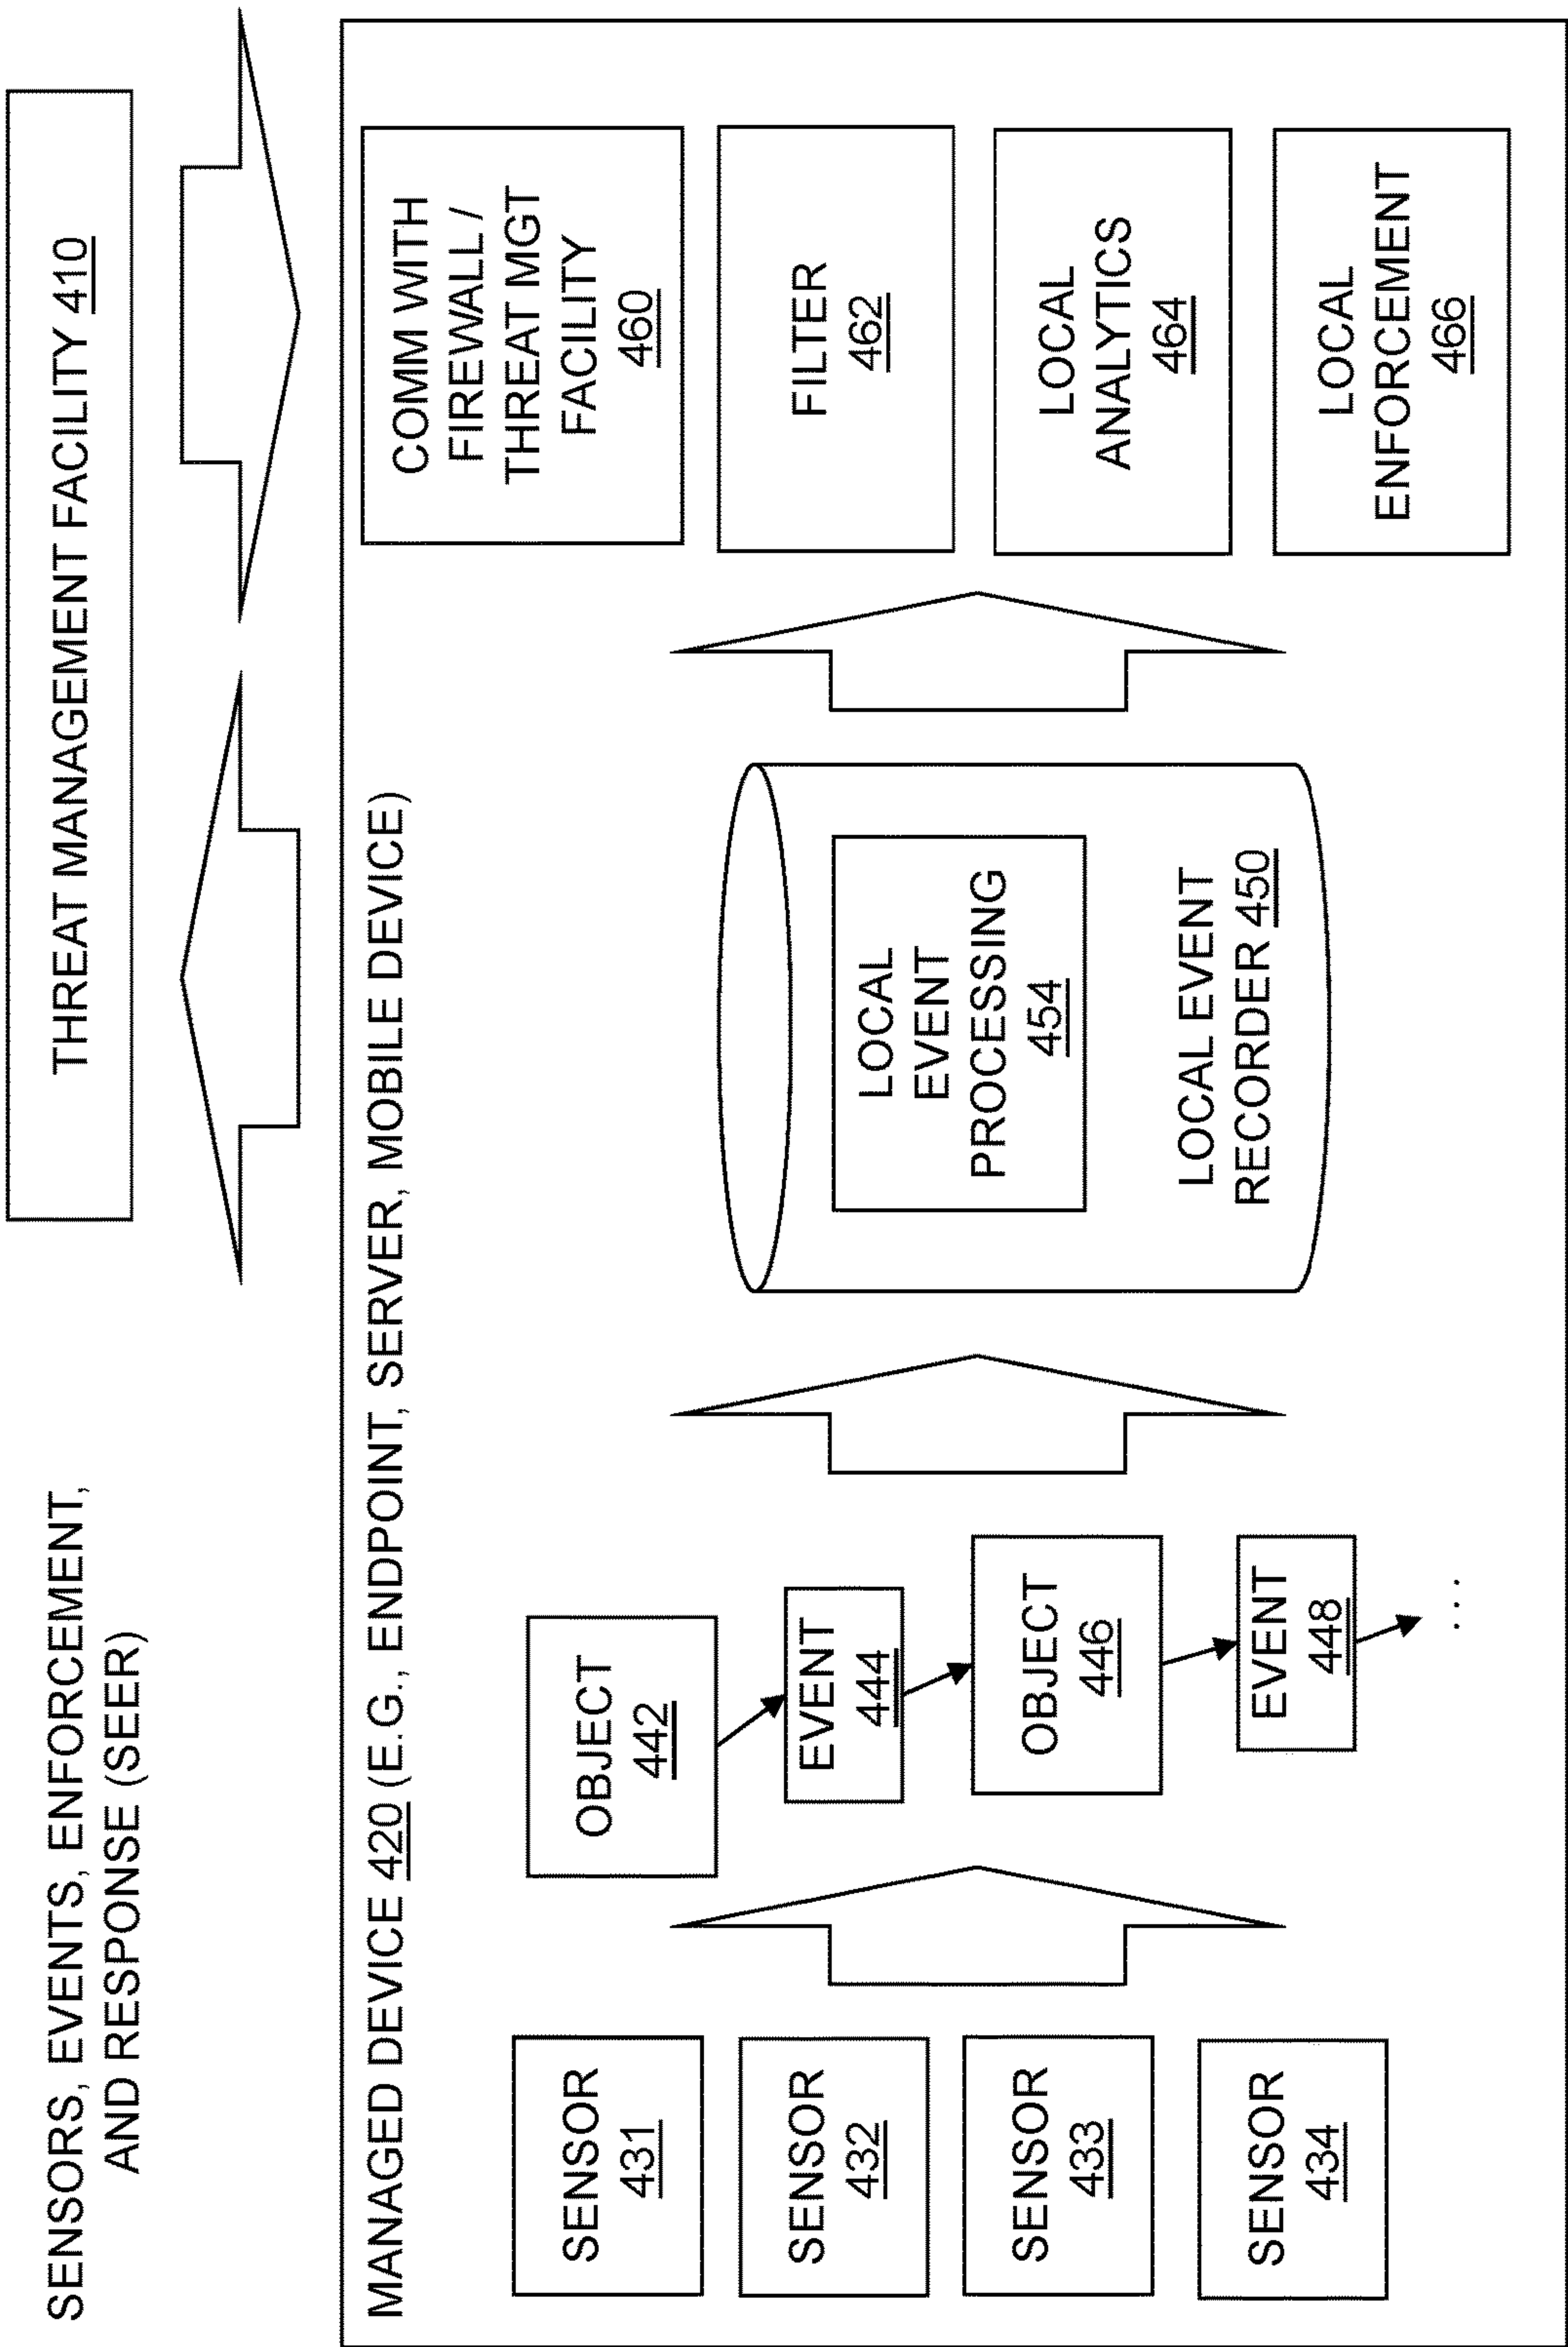 SENSORS, EVENTS, ENFORCEMENT,
AND RESPONSE (SEER)
THREAT MANAGEMENT FACILITY 410
MANAGED DEVICE 420 (E.G., ENDPOINT, SERVER, MOBILE DEVICE)
SENSOR
431
SENSOR
432
SENSOR
433
SENSOR
434
OBJECT
442
EVENT
444
OBJECT
446
EVENT
448
...
LOCAL
EVENT
PROCESSING
454
LOCAL EVENT
RECORDER 450
COMM WITH
FIREWALL /
THREAT MGT
FACILITY
460
FILTER
462
LOCAL
ANALYTICS
464
LOCAL
ENFORCEMENT
466